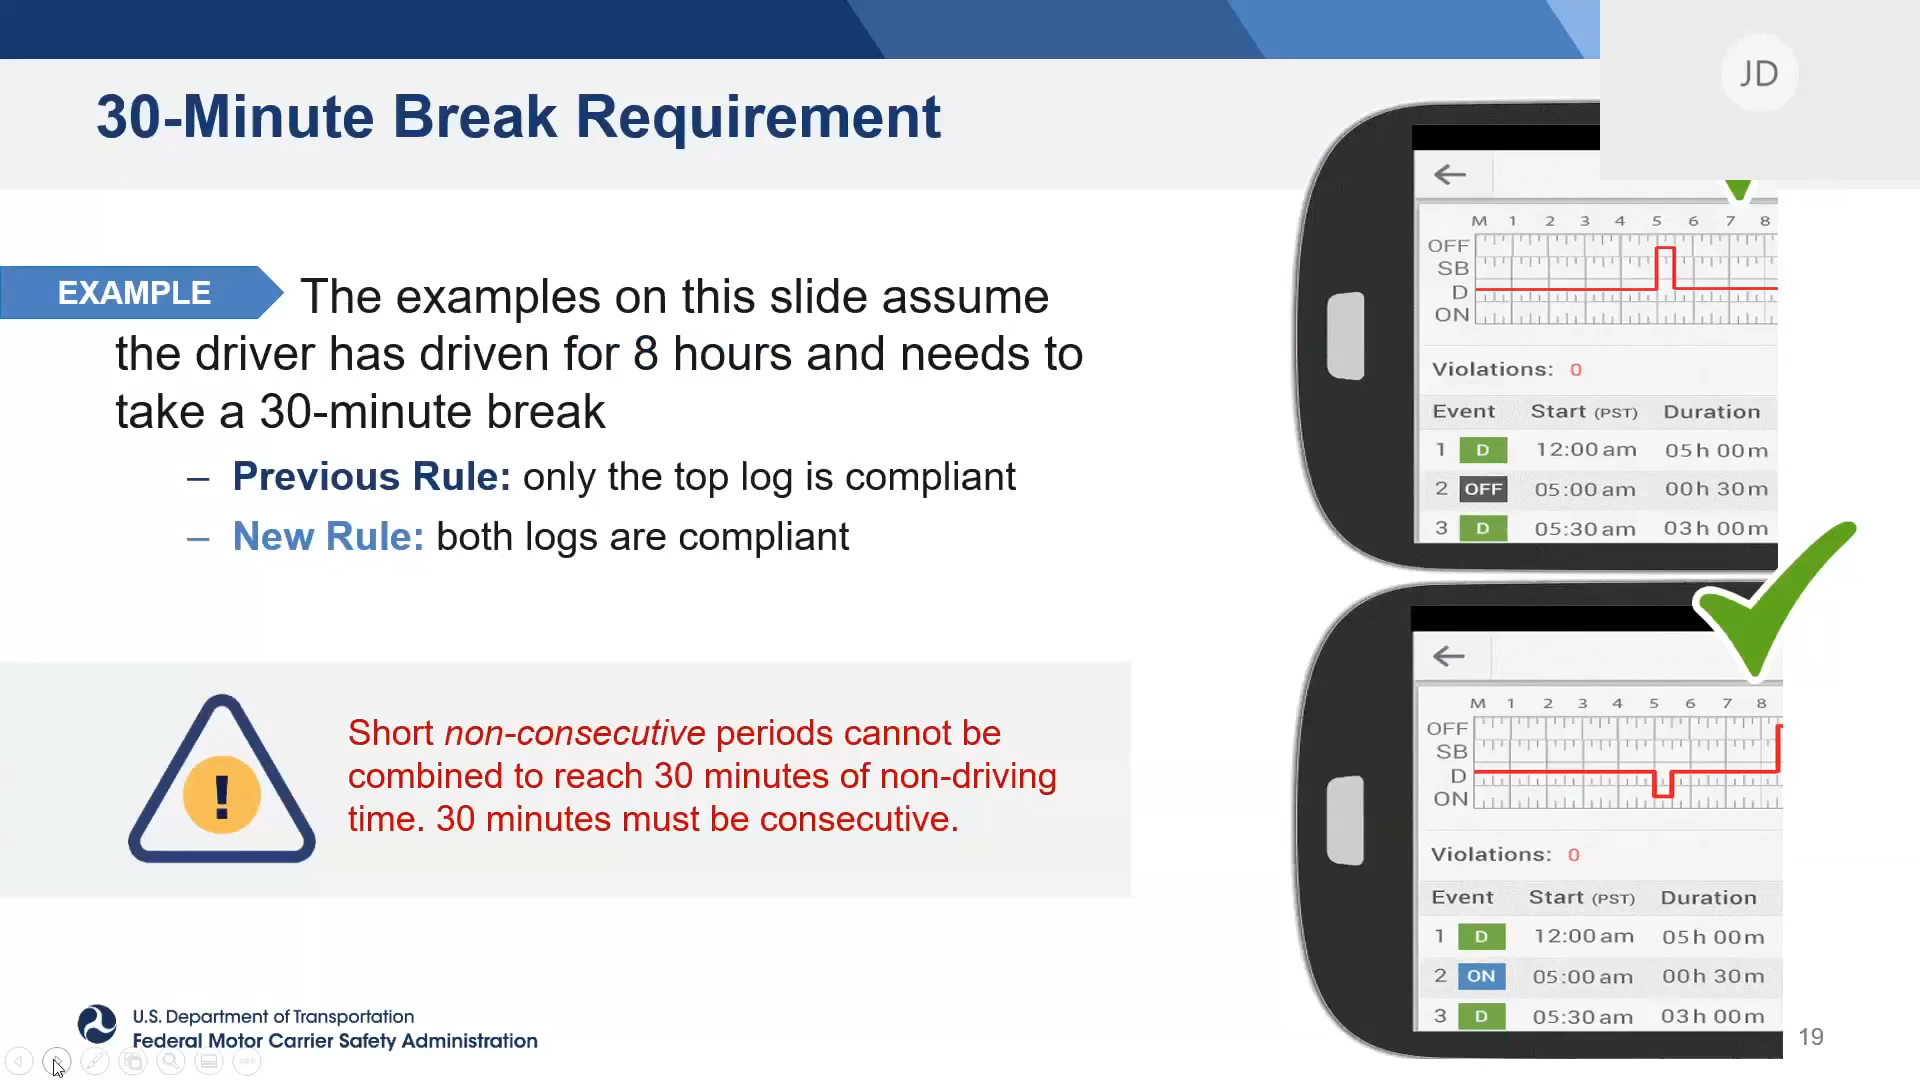 JD
30-Minute Break Requirement
EXAMPLE
The examples on this slide assume
the driver has driven for 8 hours and needs to
take a 30-minute break
– Previous Rule: only the top log is compliant
– New Rule: both logs are compliant
!
Short non-consecutive periods cannot be
combined to reach 30 minutes of non-driving
time. 30 minutes must be consecutive.
M 1 2 3 4 5 6 7 8
OFF
SB
D
ON
Violations: 0
Event Start (PST) Duration
1 D 12:00 am 05h 00m
2 OFF 05:00 am 00h 30m
3 D 05:30 am 03h 00m
M 1 2 3 4 5 6 7 8
OFF
SB
D
ON
Violations: 0
Event Start (PST) Duration
1 D 12:00 am 05h 00m
2 ON 05:00 am 00h 30m
3 D 05:30 am 03h 00m
U.S. Department of Transportation
Federal Motor Carrier Safety Administration
19